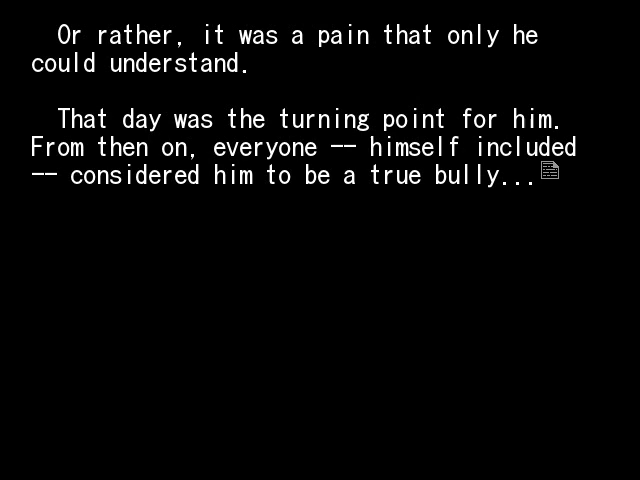 Or rather, it was a pain that only he
could understand.
That day was the turning point for him.
From then on, everyone -- himself included
-- considered him to be a true bully...